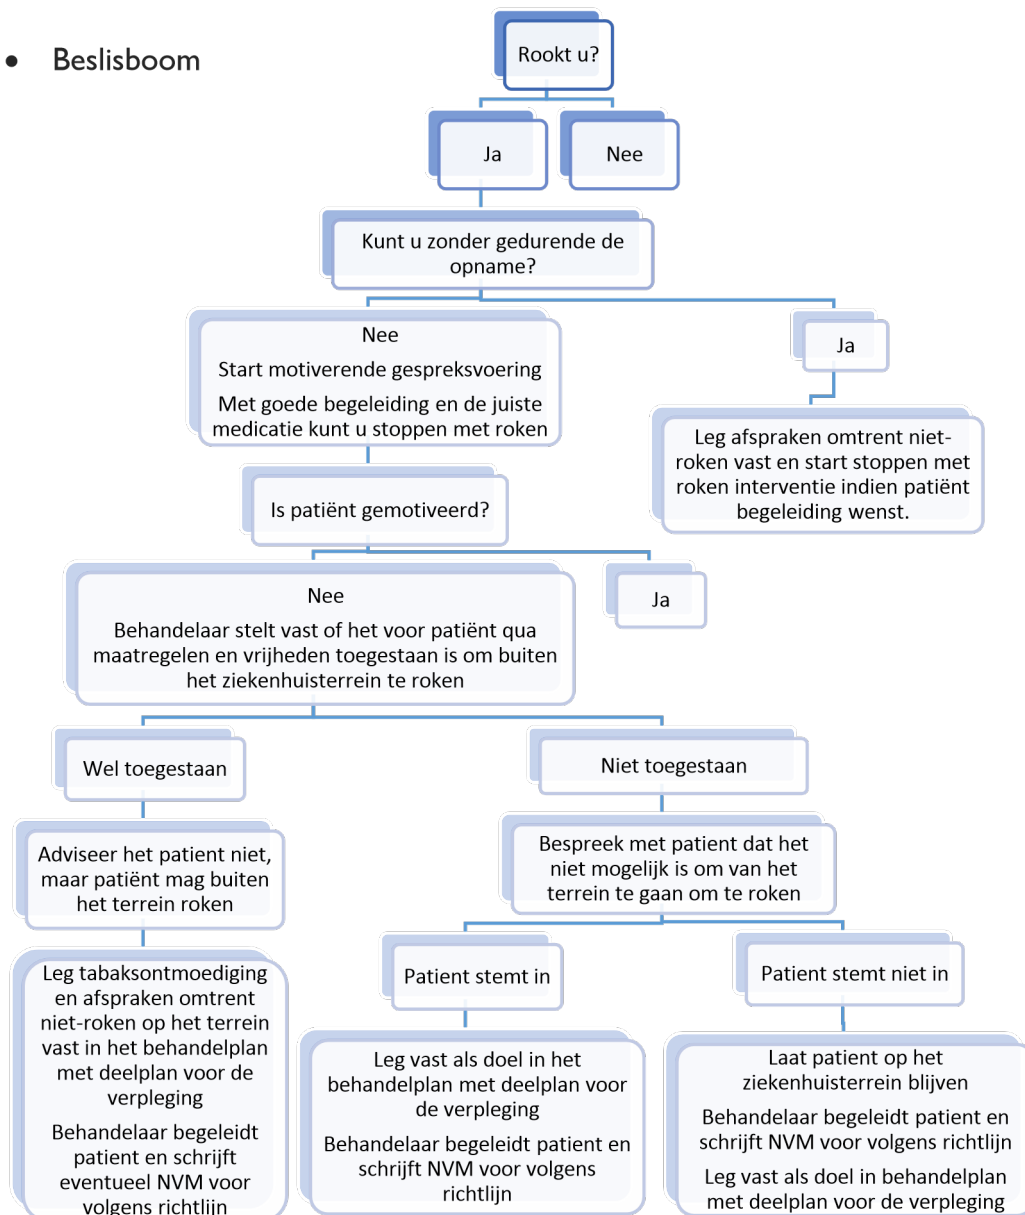 • Beslisboom
Rookt u?
Ja
Nee
Kunt u zonder gedurende de
opname?
Nee
Start motiverende gespreksvoering
Met goede begeleiding en de juiste
medicatie kunt u stoppen met roken
Ja
Leg afspraken omtrent niet-
roken vast en start stoppen met
roken interventie indien patiënt
begeleiding wenst.
Is patiënt gemotiveerd?
Nee
Behandelaar stelt vast of het voor patiënt qua
maatregelen en vrijheden toegestaan is om buiten
het ziekenhuisterrein te roken
Ja
Wel toegestaan
Niet toegestaan
Adviseer het patient niet,
maar patiënt mag buiten
het terrein roken
Bespreek met patient dat het
niet mogelijk is om van het
terrein te gaan om te roken
Leg tabaksontmoediging
en afspraken omtrent
niet-roken op het terrein
vast in het behandelplan
met deelplan voor de
verpleging
Behandelaar begeleidt
patient en schrijft
eventueel NVM voor
volgens richtlijn
Patient stemt in
Patient stemt niet in
Leg vast als doel in het
behandelplan met deelplan voor
de verpleging
Behandelaar begeleidt patient en
schrijft NVM voor volgens
richtlijn
Laat patient op het
ziekenhuisterrein blijven
Behandelaar begeleidt patient en
schrijft NVM voor volgens richtlijn
Leg vast als doel in behandelplan
met deelplan voor de verpleging